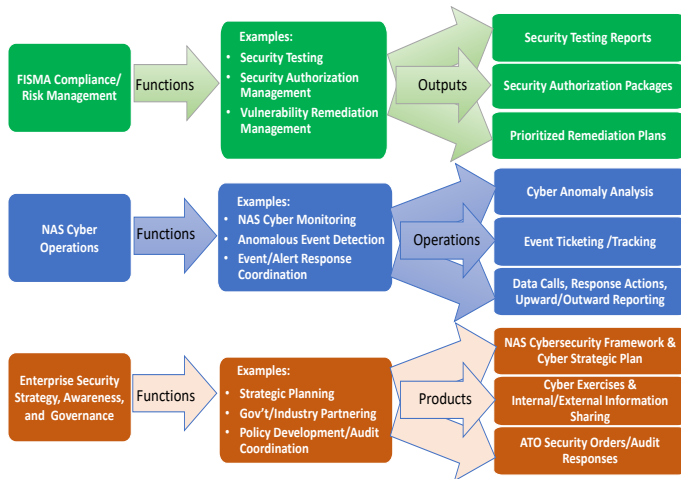 FISMA Compliance/
Risk Management
Functions
Examples:
• Security Testing
• Security Authorization
Management
• Vulnerability Remediation
Management
Outputs
Security Testing Reports
Security Authorization Packages
Prioritized Remediation Plans
NAS Cyber
Operations
Functions
Examples:
• NAS Cyber Monitoring
• Anomalous Event Detection
• Event/Alert Response
Coordination
Operations
Cyber Anomaly Analysis
Event Ticketing /Tracking
Data Calls, Response Actions,
Upward/Outward Reporting
Enterprise Security
Strategy, Awareness,
and Governance
Functions
Examples:
• Strategic Planning
• Gov't/Industry Partnering
• Policy Development/Audit
Coordination
Products
NAS Cybersecurity Framework &
Cyber Strategic Plan
Cyber Exercises &
Internal/External Information
Sharing
ATO Security Orders/Audit
Responses